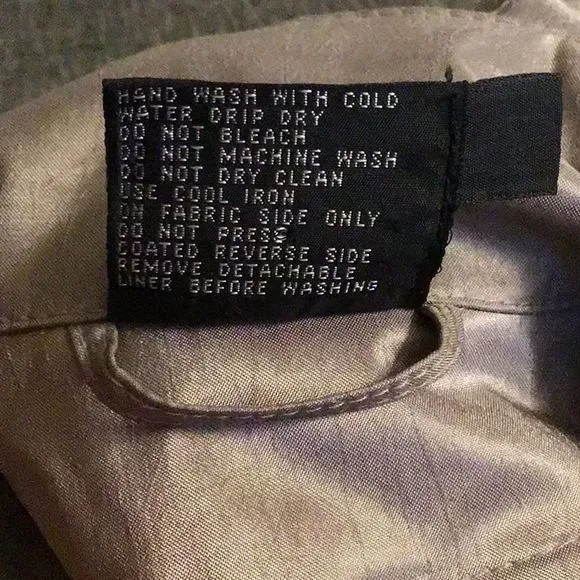 HAND WASH WITH COLD
WATER DRIP DRY
DO NOT BLEACH
DO NOT MACHINE WASH
DO NOT DRY CLEAN
USE COOL IRON
ON FABRIC SIDE ONLY
DO NOT PRESS
COATED REVERSE SIDE
REMOVE DETACHABLE
LINER BEFORE WASHING